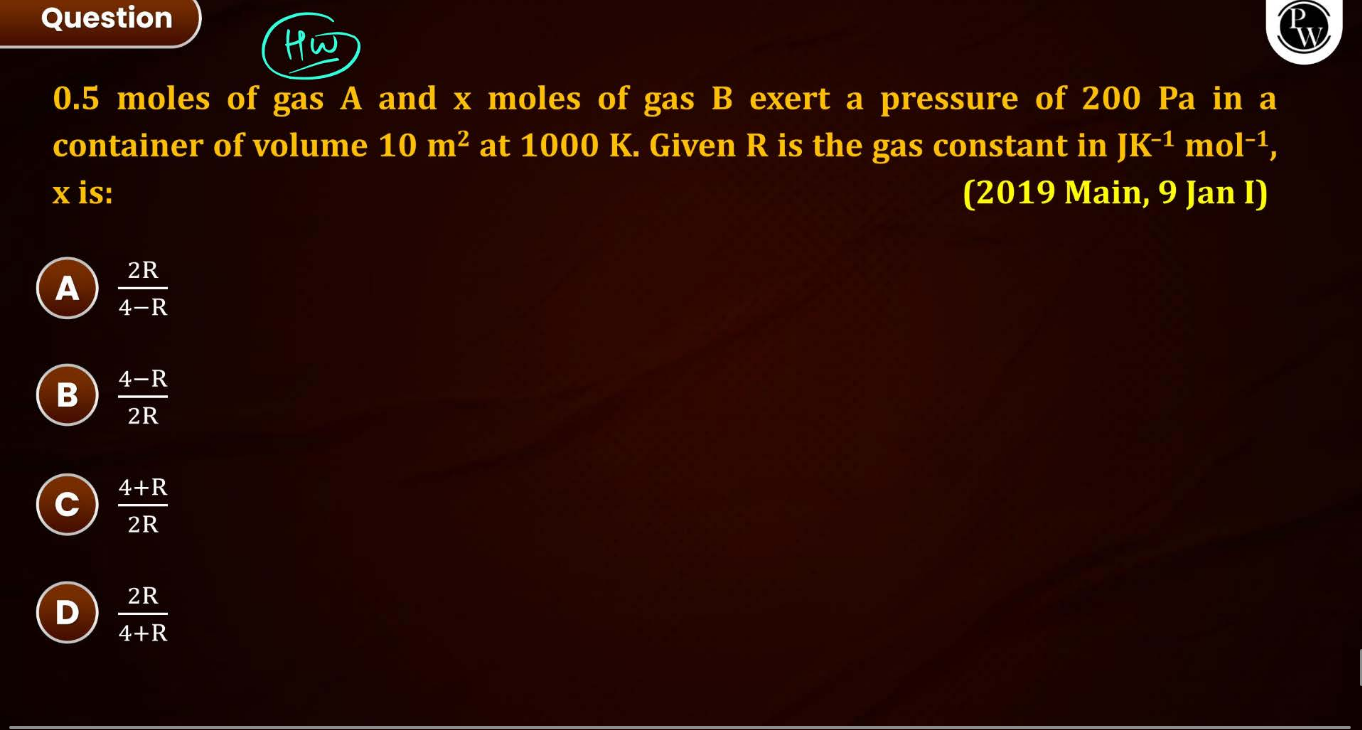 Question
HW
PW
0.5 moles of gas A and x moles of gas B exert a pressure of 200 Pa in a
container of volume 10 m² at 1000 K. Given R is the gas constant in JK⁻¹ mol⁻¹,
x is: (2019 Main, 9 Jan I)
A 2R/4−R
B 4−R/2R
C 4+R/2R
D 2R/4+R